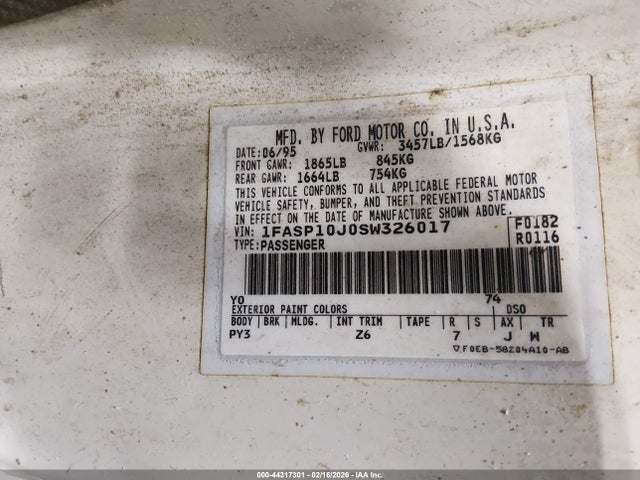 MFD. BY FORD MOTOR CO. IN U.S.A.
DATE: 06/95 GVWR: 3457LB/1568KG
FRONT GAWR: 1865LB 845KG
REAR GAWR: 1664LB 754KG
THIS VEHICLE CONFORMS TO ALL APPLICABLE FEDERAL MOTOR
VEHICLE SAFETY, BUMPER, AND THEFT PREVENTION STANDARDS
IN EFFECT ON THE DATE OF MANUFACTURE SHOWN ABOVE.
VIN: 1FASP10J0SW326017 F0182
TYPE: PASSENGER R0116
YO 74
EXTERIOR PAINT COLORS DSO
BODY BRK MLDG. INT TRIM TAPE R S AX TR
PY3 Z6 7 J W
▽F0EB-58204A10-AB
000-44317301 - 02/16/2026 - IAA Inc.